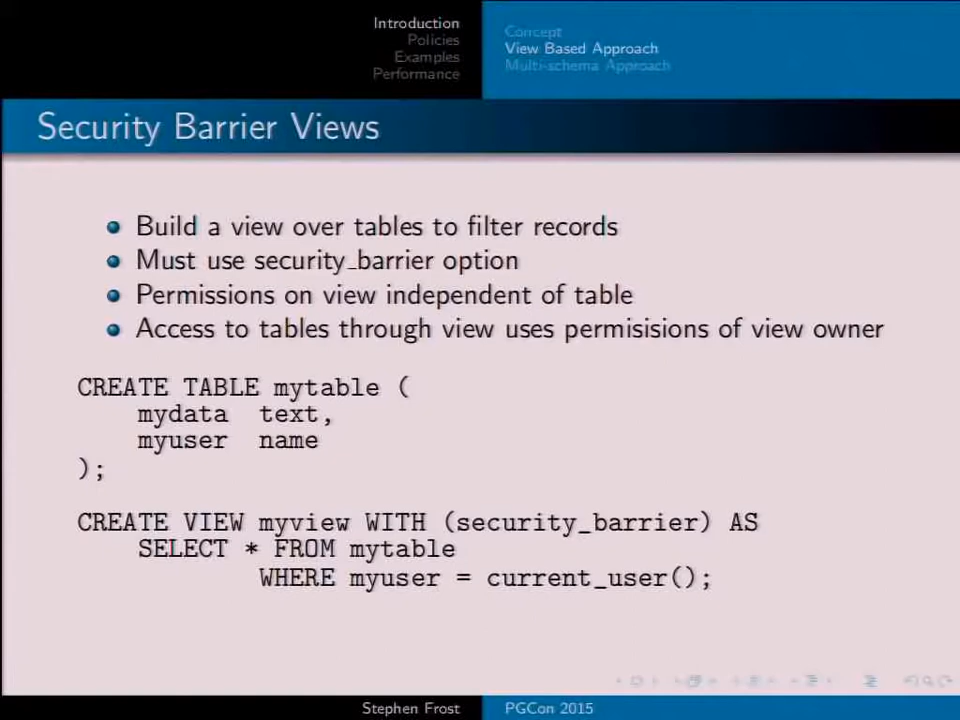 Introduction
Policies
Examples
Performance
Concept
View Based Approach
Multi-schema Approach
Security Barrier Views
Build a view over tables to filter records
Must use security_barrier option
Permissions on view independent of table
Access to tables through view uses permisisions of view owner
CREATE TABLE mytable (
mydata text,
myuser name
);
CREATE VIEW myview WITH (security_barrier) AS
SELECT * FROM mytable
WHERE myuser = current_user();
Stephen Frost
PGCon 2015